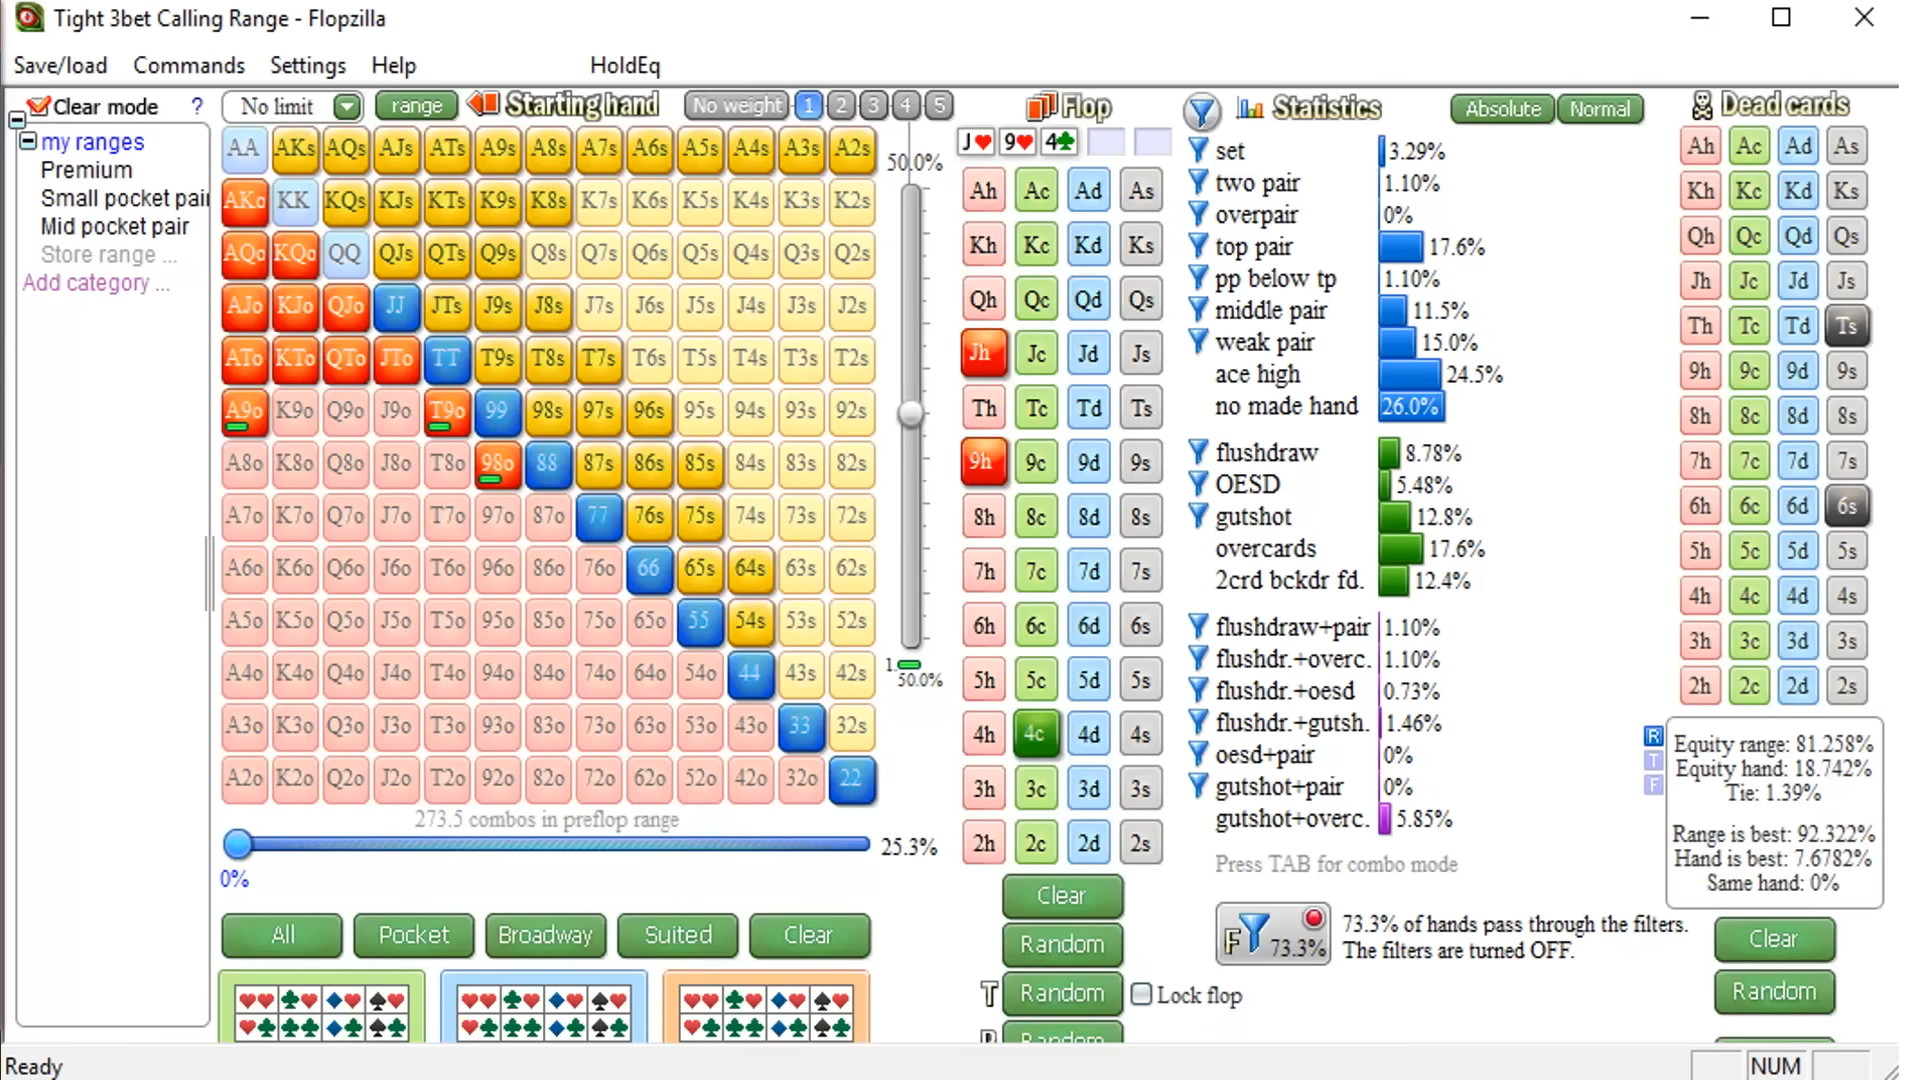 Tight 3bet Calling Range - Flopzilla
Save/load Commands Settings Help HoldEq
Clear mode ?
my ranges
Premium
Small pocket pair
Mid pocket pair
Store range ...
Add category ...
No limit range Starting hand No weight 1 2 3 4 5
AA AKs AQs AJs ATs A9s A8s A7s A6s A5s A4s A3s A2s
AKo KK KQs KJs KTs K9s K8s K7s K6s K5s K4s K3s K2s
AQo KQo QQ QJs QTs Q9s Q8s Q7s Q6s Q5s Q4s Q3s Q2s
AJo KJo QJo JJ JTs J9s J8s J7s J6s J5s J4s J3s J2s
ATo KTo QTo JTo TT T9s T8s T7s T6s T5s T4s T3s T2s
A9o K9o Q9o J9o T9o 99 98s 97s 96s 95s 94s 93s 92s
A8o K8o Q8o J8o T8o 98o 88 87s 86s 85s 84s 83s 82s
A7o K7o Q7o J7o T7o 97o 87o 77 76s 75s 74s 73s 72s
A6o K6o Q6o J6o T6o 96o 86o 76o 66 65s 64s 63s 62s
A5o K5o Q5o J5o T5o 95o 85o 75o 65o 55 54s 53s 52s
A4o K4o Q4o J4o T4o 94o 84o 74o 64o 54o 44 43s 42s
A3o K3o Q3o J3o T3o 93o 83o 73o 63o 53o 43o 33 32s
A2o K2o Q2o J2o T2o 92o 82o 72o 62o 52o 42o 32o 22
50.0%
1.
50.0%
273.5 combos in preflop range
25.3%
0%
All Pocket Broadway Suited Clear
Flop
J♥ 9♥ 4♣
Ah Ac Ad As
Kh Kc Kd Ks
Qh Qc Qd Qs
Jh Jc Jd Js
Th Tc Td Ts
9h 9c 9d 9s
8h 8c 8d 8s
7h 7c 7d 7s
6h 6c 6d 6s
5h 5c 5d 5s
4h 4c 4d 4s
3h 3c 3d 3s
2h 2c 2d 2s
Clear
Random
T Random Lock flop
Random
Statistics Absolute Normal
set 3.29%
two pair 1.10%
overpair 0%
top pair 17.6%
pp below tp 1.10%
middle pair 11.5%
weak pair 15.0%
ace high 24.5%
no made hand 26.0%
flushdraw 8.78%
OESD 5.48%
gutshot 12.8%
overcards 17.6%
2crd bckdr fd. 12.4%
flushdraw+pair 1.10%
flushdr.+overc. 1.10%
flushdr.+oesd 0.73%
flushdr.+gutsh. 1.46%
oesd+pair 0%
gutshot+pair 0%
gutshot+overc. 5.85%
Press TAB for combo mode
F 73.3%
73.3% of hands pass through the filters.
The filters are turned OFF.
Dead cards
Ah Ac Ad As
Kh Kc Kd Ks
Qh Qc Qd Qs
Jh Jc Jd Js
Th Tc Td Ts
9h 9c 9d 9s
8h 8c 8d 8s
7h 7c 7d 7s
6h 6c 6d 6s
5h 5c 5d 5s
4h 4c 4d 4s
3h 3c 3d 3s
2h 2c 2d 2s
R
T
F
Equity range: 81.258%
Equity hand: 18.742%
Tie: 1.39%
Range is best: 92.322%
Hand is best: 7.6782%
Same hand: 0%
Clear
Random
Ready
NUM